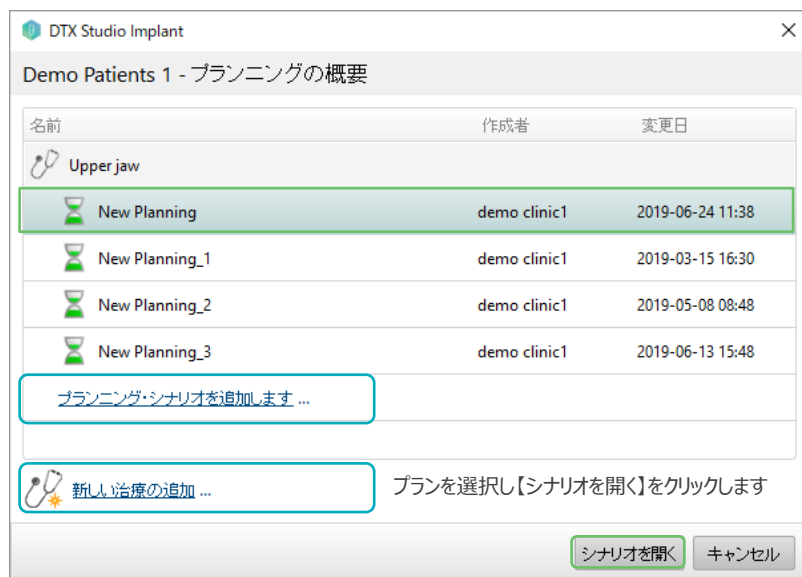 DTX Studio Implant
Demo Patients 1 - プランニングの概要
名前 作成者 変更日
Upper jaw
New Planning demo clinic1 2019-06-24 11:38
New Planning_1 demo clinic1 2019-03-15 16:30
New Planning_2 demo clinic1 2019-05-08 08:48
New Planning_3 demo clinic1 2019-06-13 15:48
プランニング・シナリオを追加します ...
新しい治療の追加 ...
プランを選択し【シナリオを開く】をクリックします
シナリオを開く キャンセル